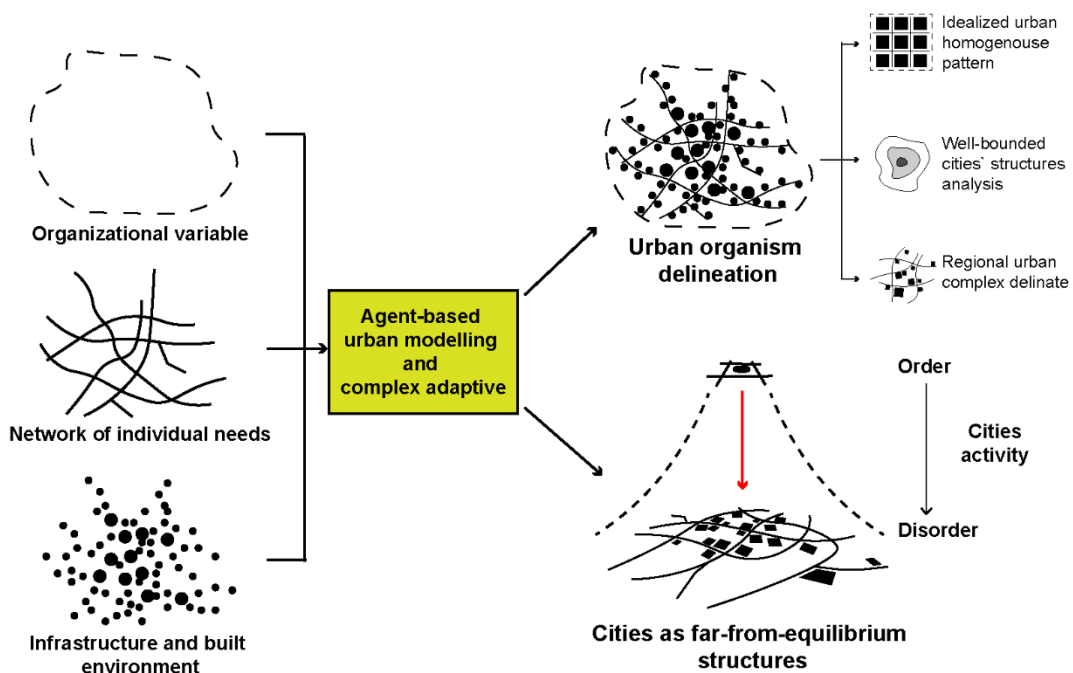 Organizational variable
Network of individual needs
Infrastructure and built
environment
Agent-based
urban modelling
and
complex adaptive
Urban organism
delineation
Idealized urban
homogenouse
pattern
Well-bounded
cities` structures
analysis
Regional urban
complex delinate
Order
Cities
activity
Disorder
Cities as far-from-equilibrium
structures